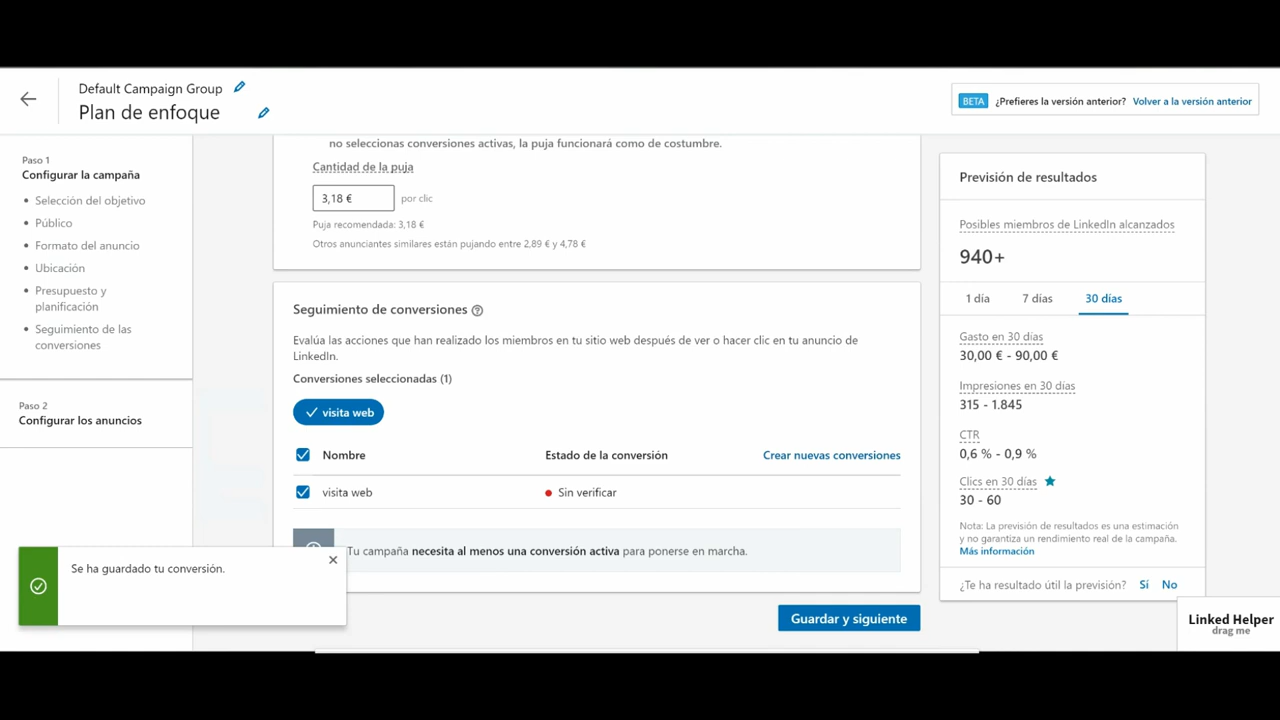 Default Campaign Group
Plan de enfoque
BETA ¿Prefieres la versión anterior? Volver a la versión anterior
Paso 1
Configurar la campaña
Selección del objetivo
Público
Formato del anuncio
Ubicación
Presupuesto y
planificación
Seguimiento de las
conversiones
Paso 2
Configurar los anuncios
no seleccionas conversiones activas, la puja funcionará como de costumbre.
Cantidad de la puja
3,18 € por clic
Puja recomendada: 3,18 €
Otros anunciantes similares están pujando entre 2,89 € y 4,78 €
Seguimiento de conversiones ?
Evalúa las acciones que han realizado los miembros en tu sitio web después de ver o hacer clic en tu anuncio de
LinkedIn.
Conversiones seleccionadas (1)
visita web
Nombre Estado de la conversión Crear nuevas conversiones
visita web Sin verificar
Tu campaña necesita al menos una conversión activa para ponerse en marcha.
Se ha guardado tu conversión.
Guardar y siguiente
Previsión de resultados
Posibles miembros de LinkedIn alcanzados
940+
1 día 7 días 30 días
Gasto en 30 días
30,00 € - 90,00 €
Impresiones en 30 días
315 - 1.845
CTR
0,6 % - 0,9 %
Clics en 30 días
30 - 60
Nota: La previsión de resultados es una estimación
y no garantiza un rendimiento real de la campaña.
Más información
¿Te ha resultado útil la previsión? Sí No
Linked Helper
drag me